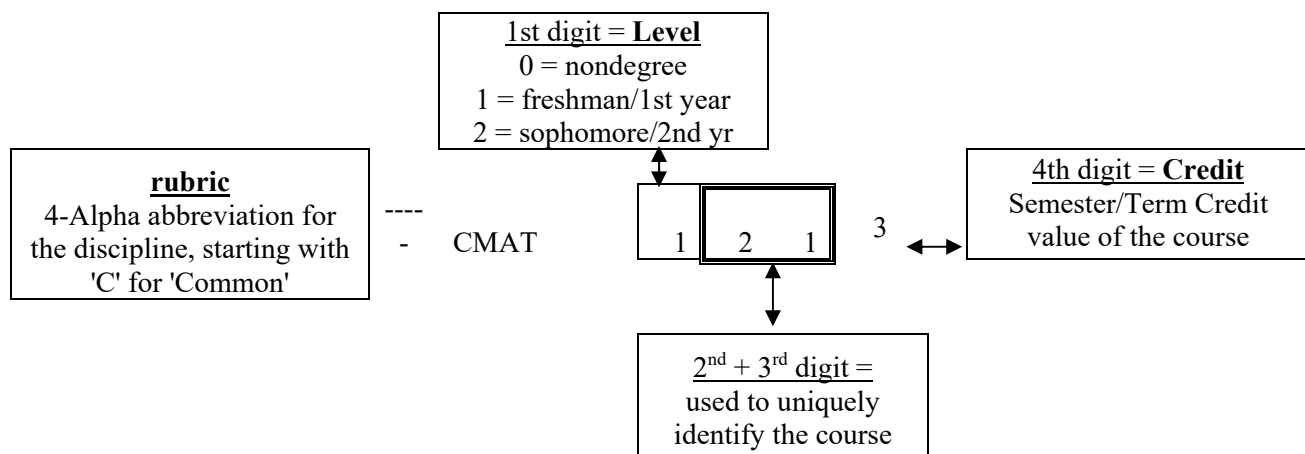 1st digit = Level
0 = nondegree
1 = freshman/1st year
2 = sophomore/2nd yr
rubric
4-Alpha abbreviation for
the discipline, starting with
'C' for 'Common'
----
- CMAT 1 2 1 3
4th digit = Credit
Semester/Term Credit
value of the course
2nd + 3rd digit =
used to uniquely
identify the course